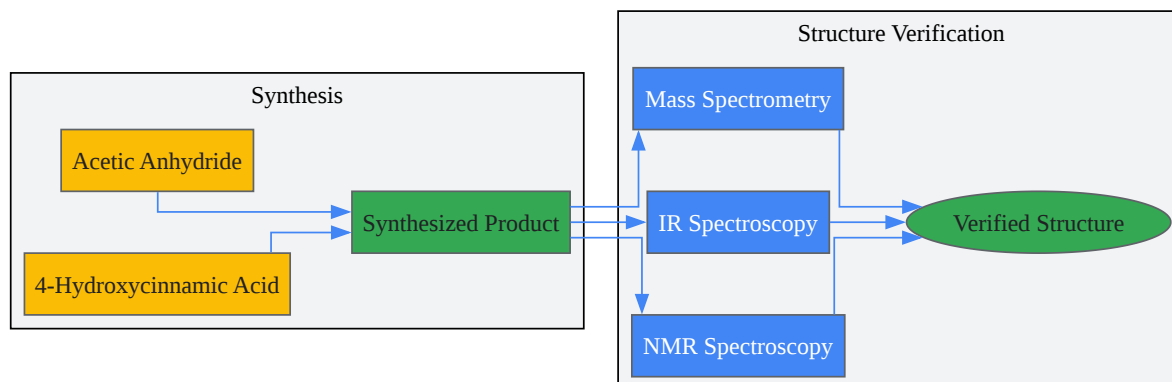 Synthesis
Acetic Anhydride
4-Hydroxycinnamic Acid
Synthesized Product
Structure Verification
Mass Spectrometry
IR Spectroscopy
NMR Spectroscopy
Verified Structure